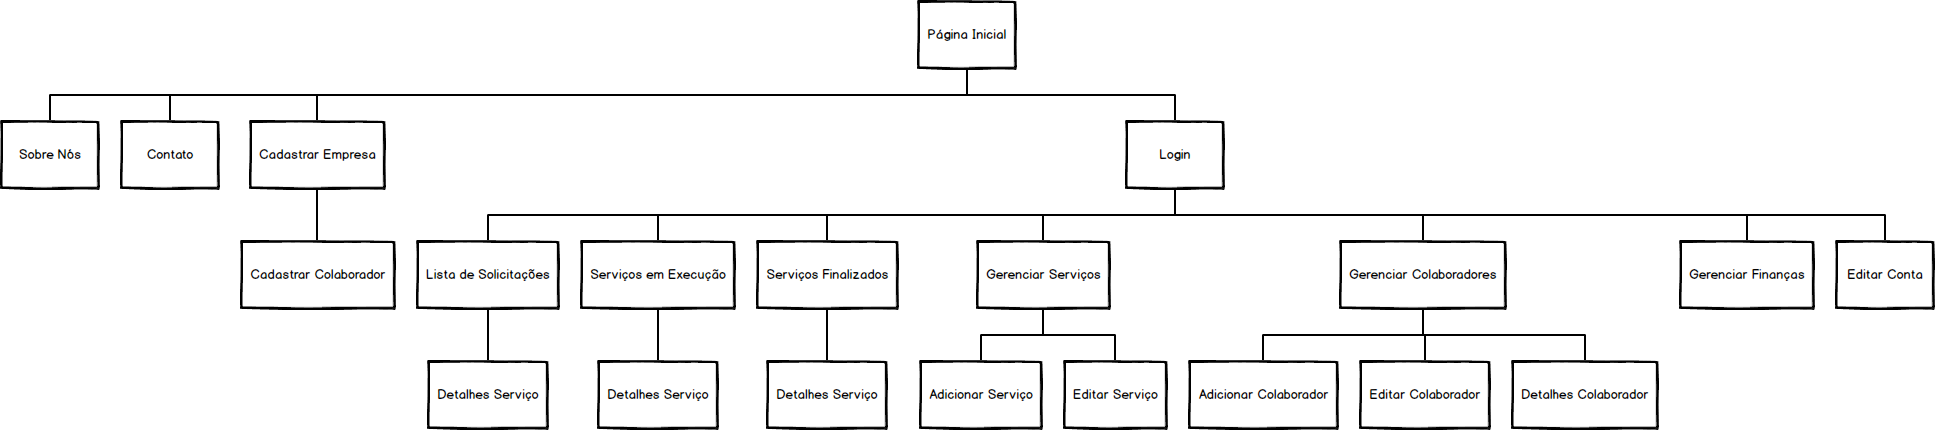 Página Inicial
Sobre Nós
Contato
Cadastrar Empresa
Login
Cadastrar Colaborador
Lista de Solicitações
Serviços em Execução
Serviços Finalizados
Gerenciar Serviços
Gerenciar Colaboradores
Gerenciar Finanças
Editar Conta
Detalhes Serviço
Detalhes Serviço
Detalhes Serviço
Adicionar Serviço
Editar Serviço
Adicionar Colaborador
Editar Colaborador
Detalhes Colaborador